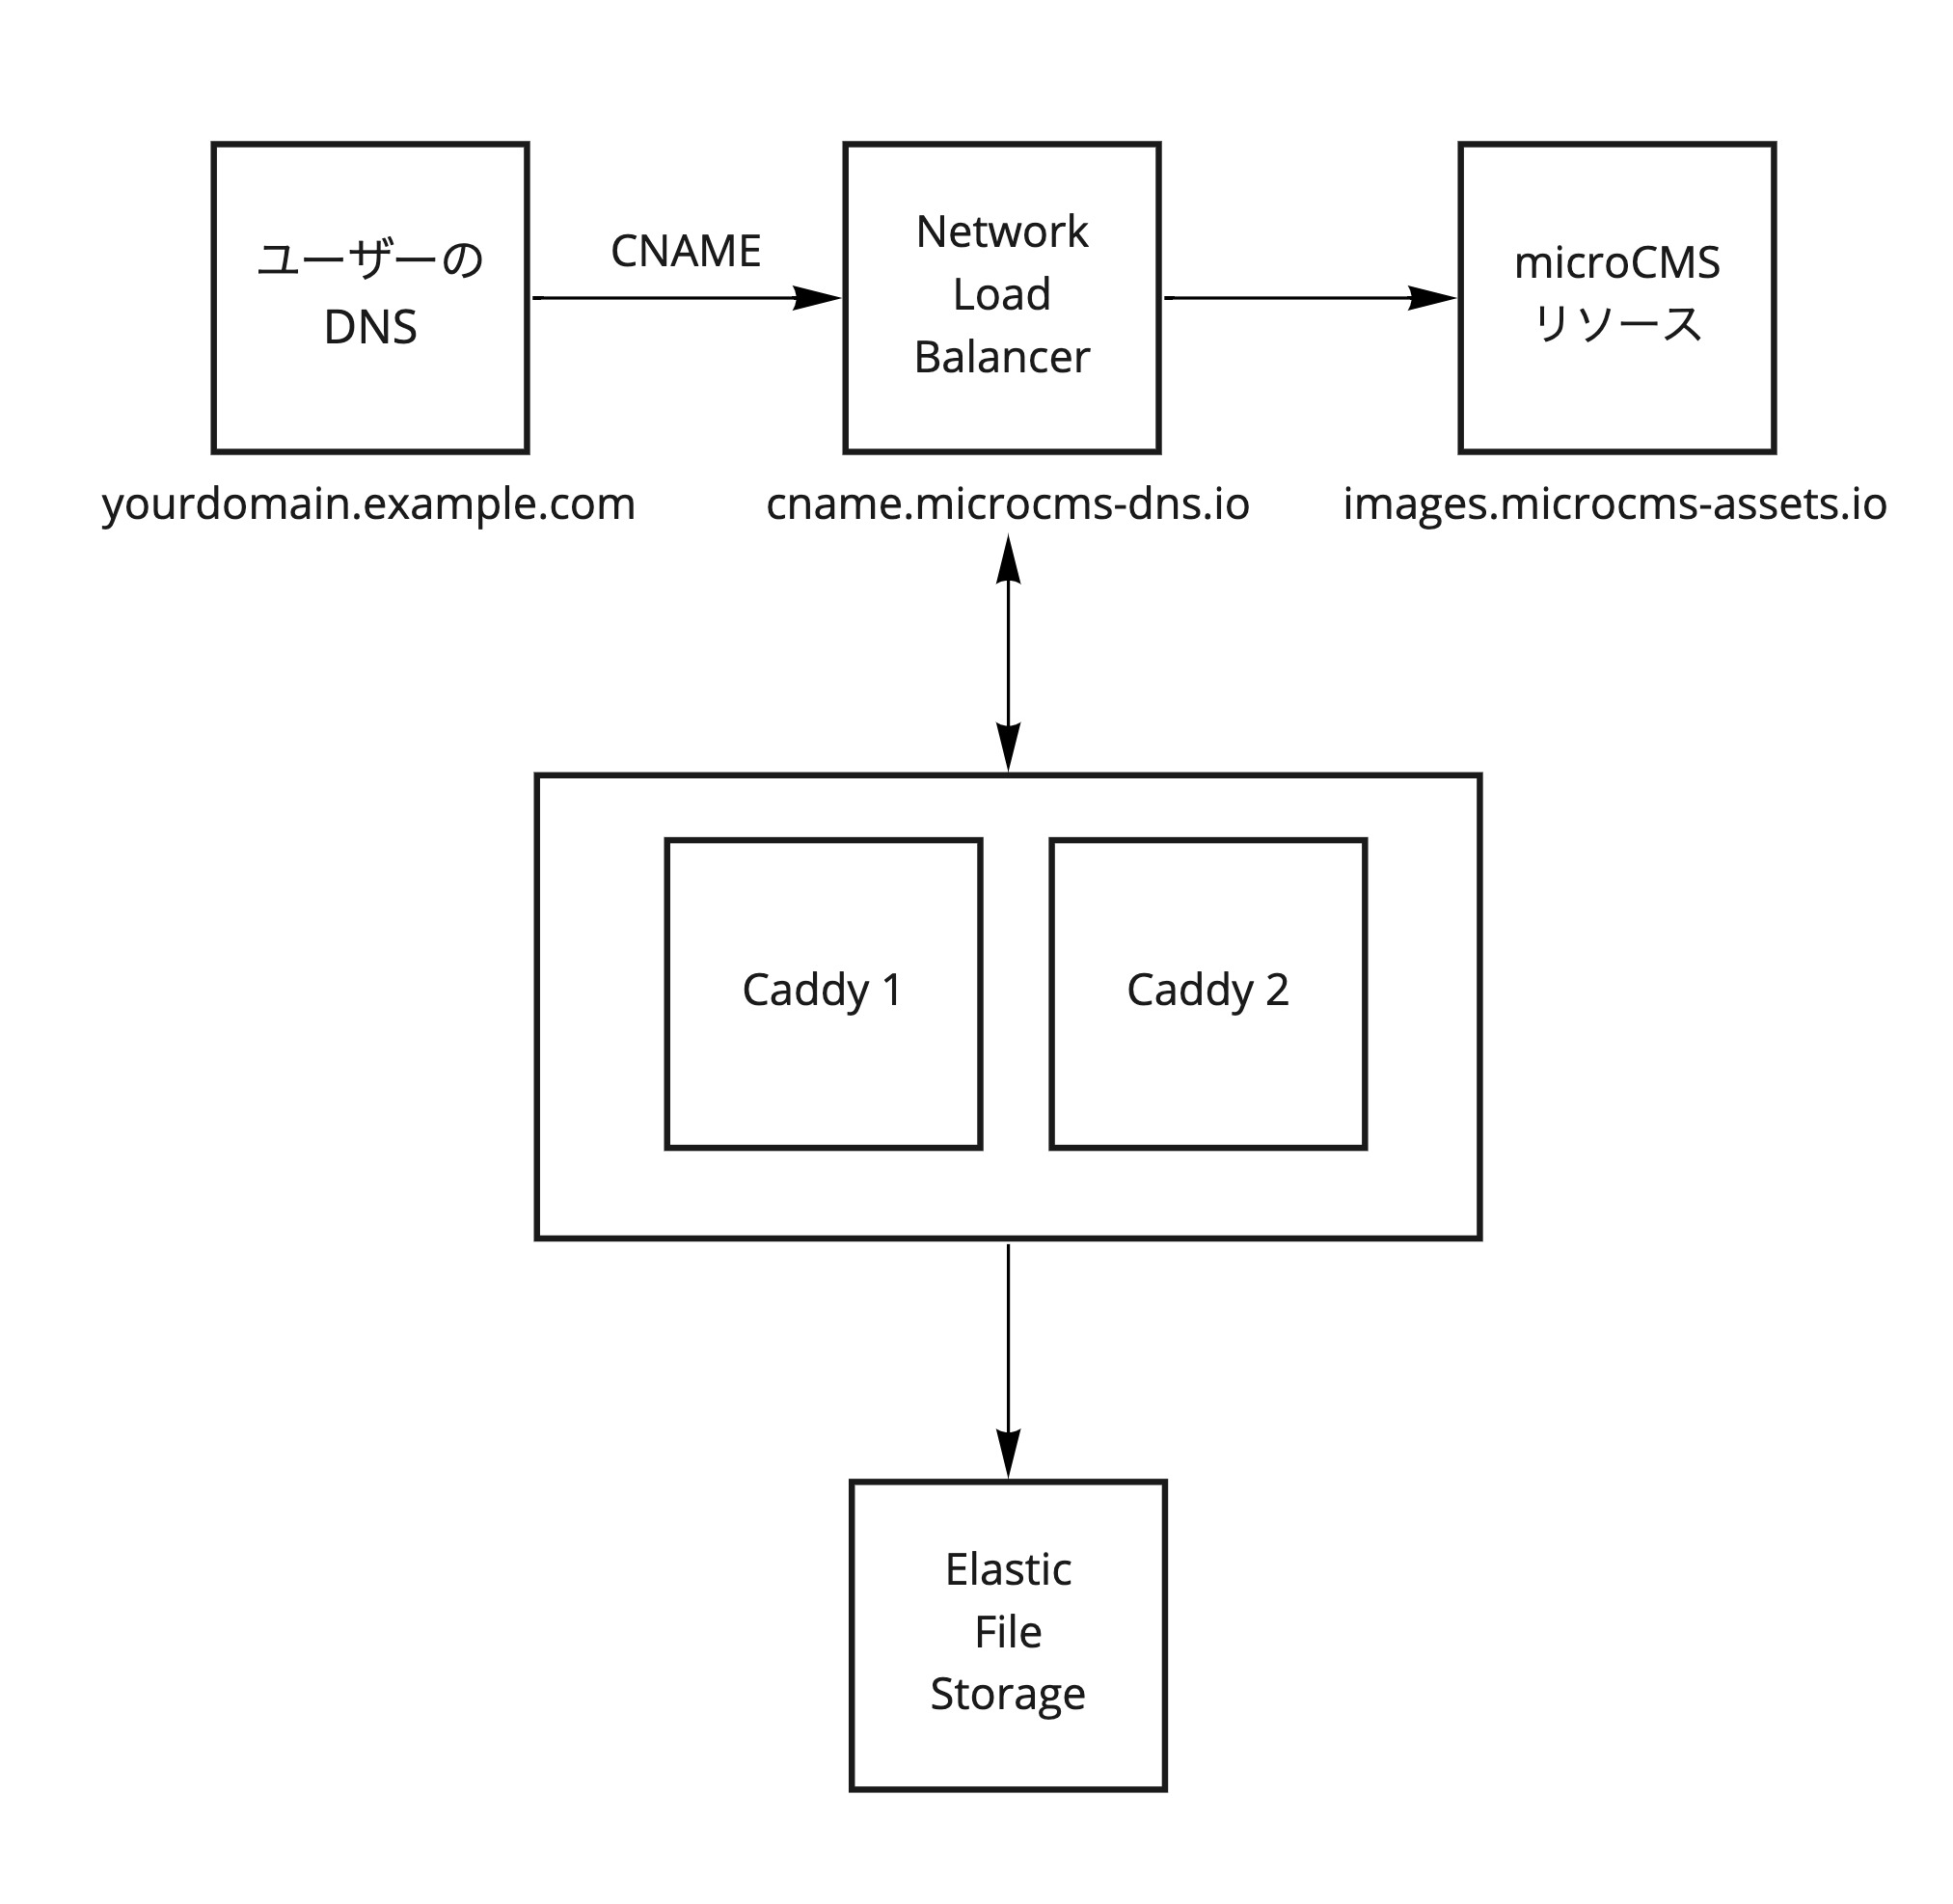 ユーザーの
DNS
CNAME
Network
Load
Balancer
microCMS
リソース
yourdomain.example.com
cname.microcms-dns.io
images.microcms-assets.io
Caddy 1
Caddy 2
Elastic
File
Storage